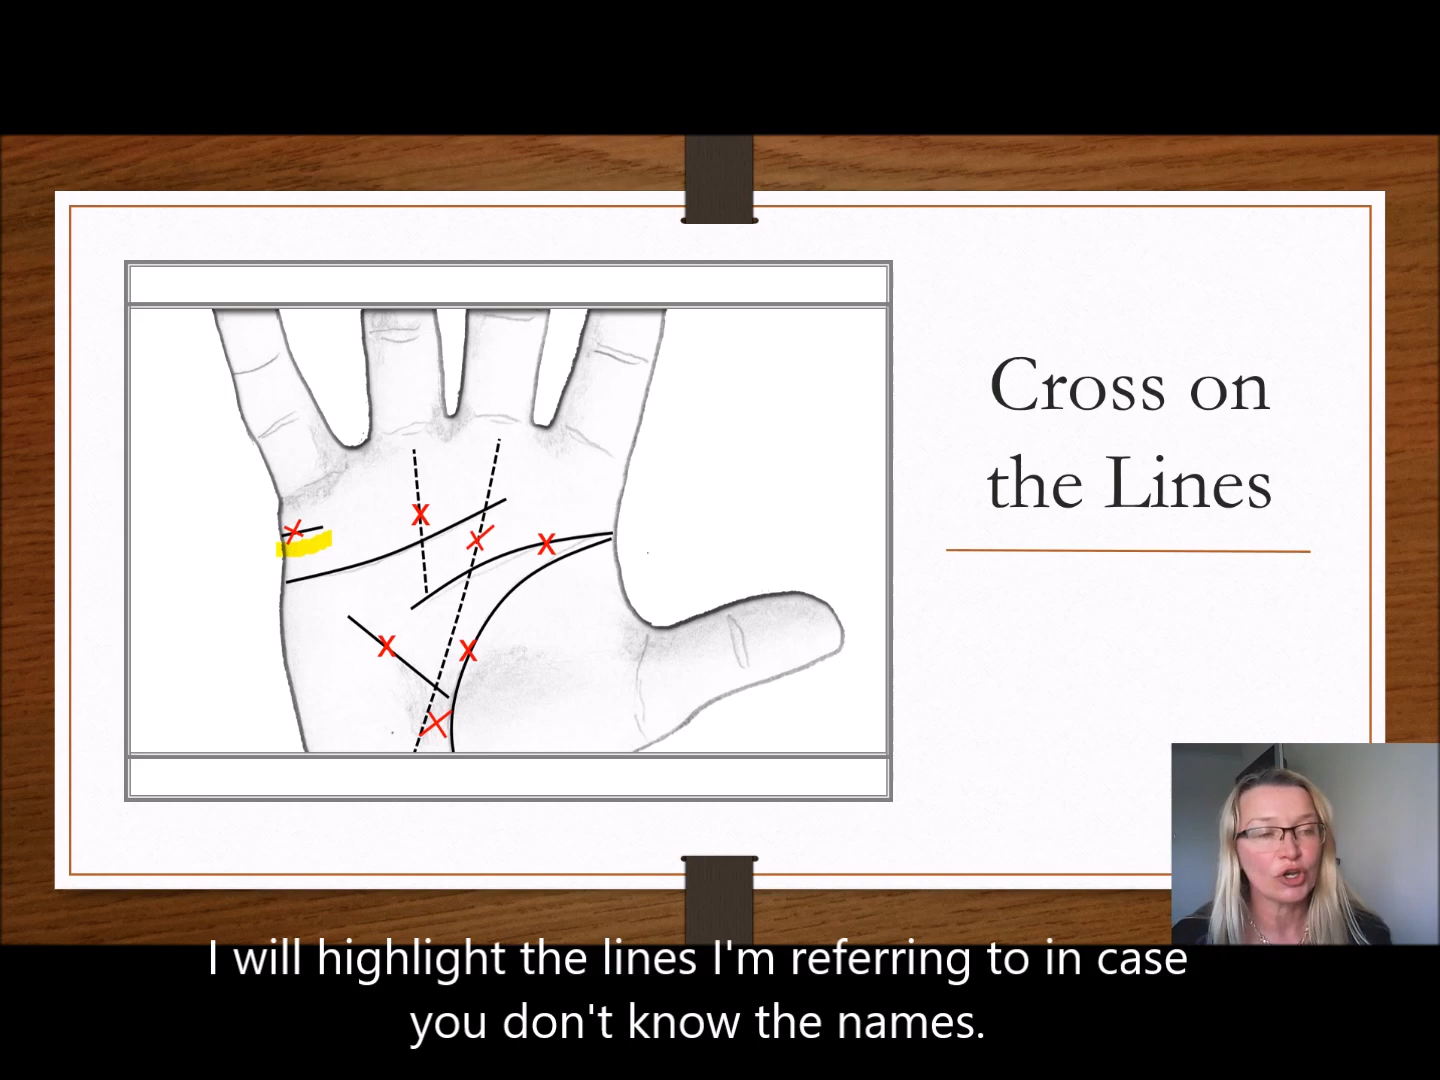 Cross on
the Lines
I will highlight the lines I'm referring to in case
you don't know the names.